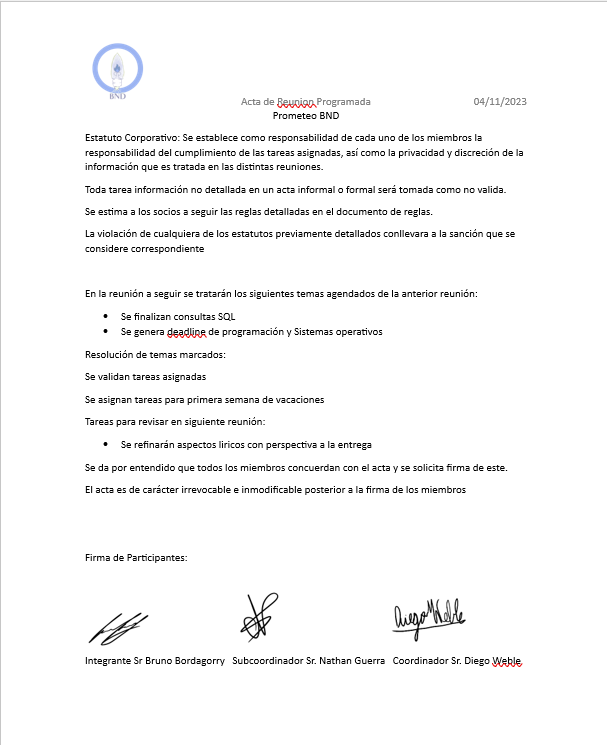 BND
Acta de Reunion Programada 04/11/2023
Prometeo BND
Estatuto Corporativo: Se establece como responsabilidad de cada uno de los miembros la
responsabilidad del cumplimiento de las tareas asignadas, así como la privacidad y discreción de la
información que es tratada en las distintas reuniones.
Toda tarea información no detallada en un acta informal o formal será tomada como no valida.
Se estima a los socios a seguir las reglas detalladas en el documento de reglas.
La violación de cualquiera de los estatutos previamente detallados conllevara a la sanción que se
considere correspondiente
En la reunión a seguir se tratarán los siguientes temas agendados de la anterior reunión:
• Se finalizan consultas SQL
• Se genera deadline de programación y Sistemas operativos
Resolución de temas marcados:
Se validan tareas asignadas
Se asignan tareas para primera semana de vacaciones
Tareas para revisar en siguiente reunión:
• Se refinarán aspectos liricos con perspectiva a la entrega
Se da por entendido que todos los miembros concuerdan con el acta y se solicita firma de este.
El acta es de carácter irrevocable e inmodificable posterior a la firma de los miembros
Firma de Participantes:
Diego Weble
Integrante Sr Bruno Bordagorry Subcoordinador Sr. Nathan Guerra Coordinador Sr. Diego Weble.